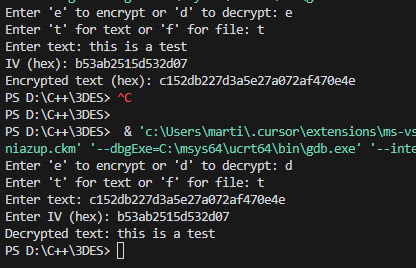 Enter 'e' to encrypt or 'd' to decrypt: e
Enter 't' for text or 'f' for file: t
Enter text: this is a test
IV (hex): b53ab2515d532d07
Encrypted text (hex): c152db227d3a5e27a072af470e4e
PS D:\C++\3DES> ^C
PS D:\C++\3DES>
PS D:\C++\3DES>  & 'c:\Users\marti\.cursor\extensions\ms-vs
niazup.ckm' '--dbgExe=C:\msys64\ucrt64\bin\gdb.exe' '--inte
Enter 'e' to encrypt or 'd' to decrypt: d
Enter 't' for text or 'f' for file: t
Enter text: c152db227d3a5e27a072af470e4e
Enter IV (hex): b53ab2515d532d07
Decrypted text: this is a test
PS D:\C++\3DES>